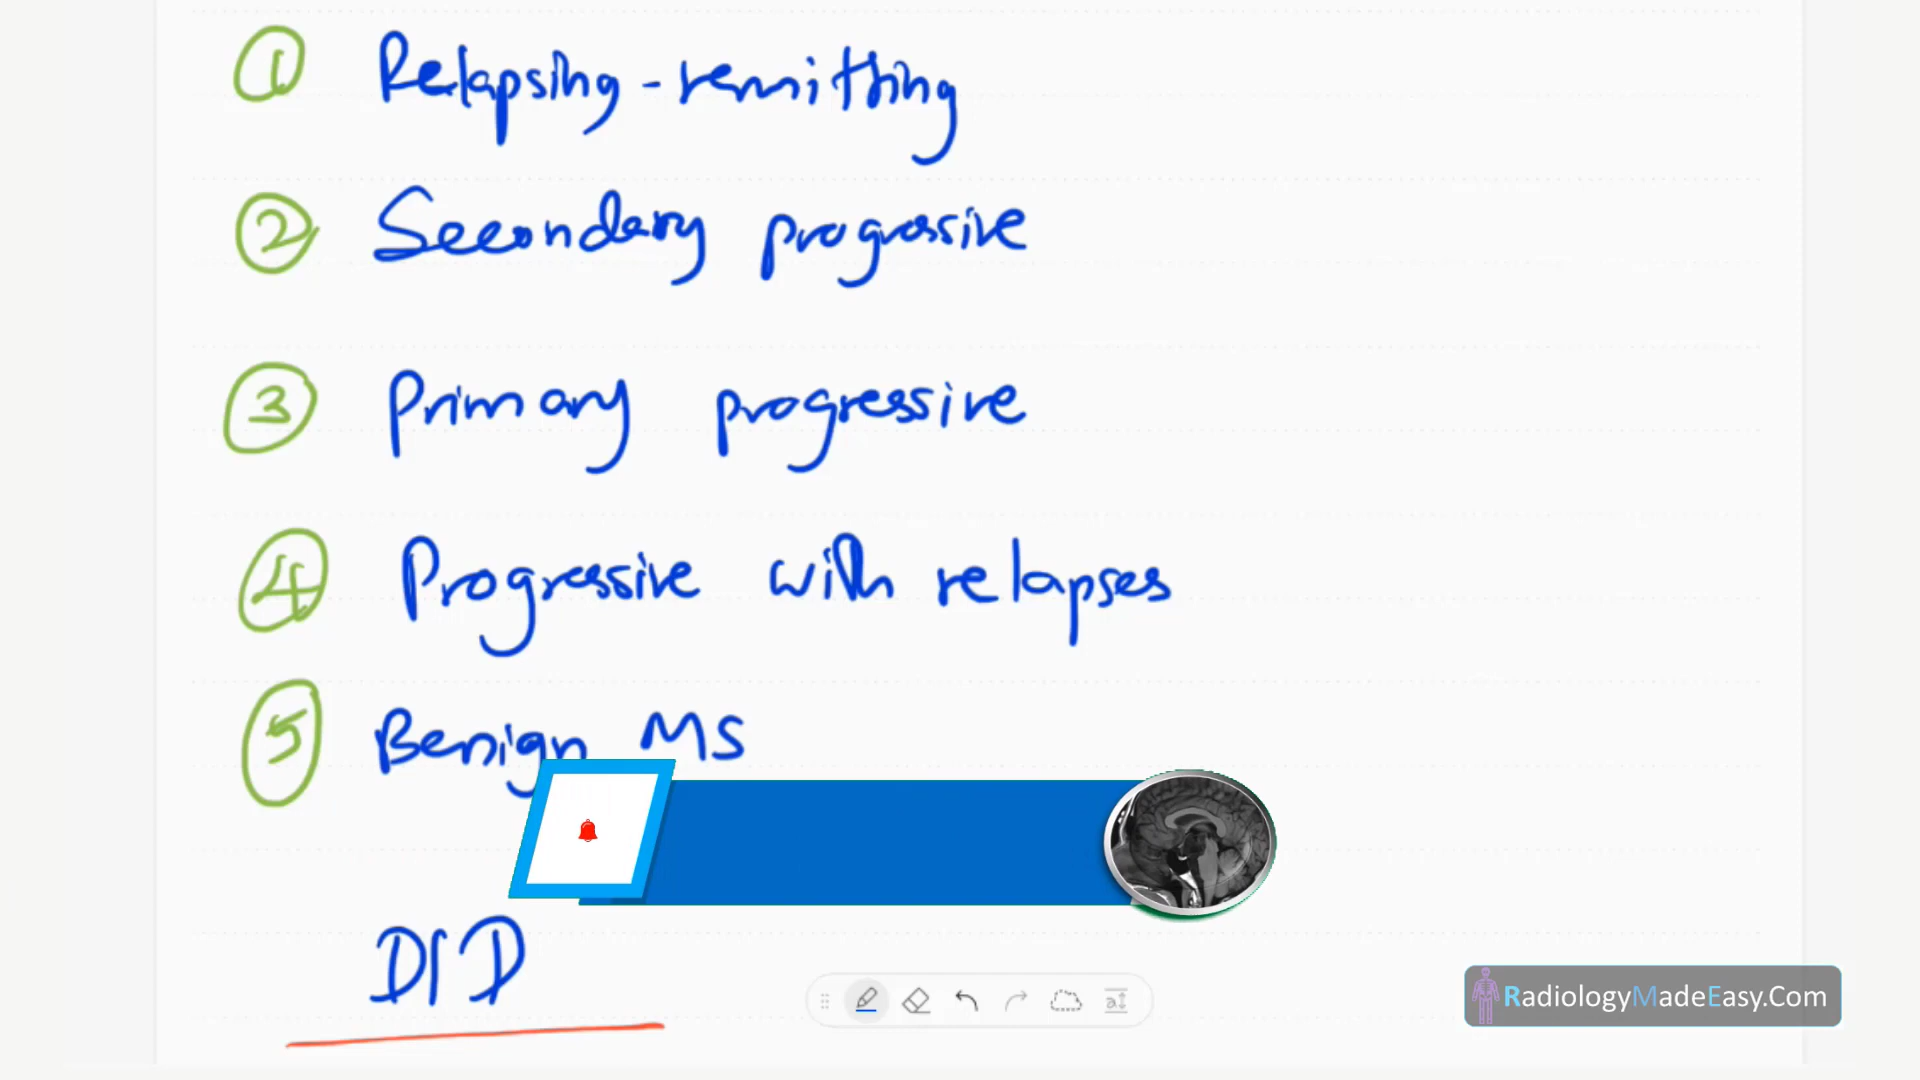 ① Relapsing-remitting
② Secondary progressive
③ Primary progressive
④ Progressive with relapses
⑤ Benign MS
D/D
RadiologyMadeEasy.Com